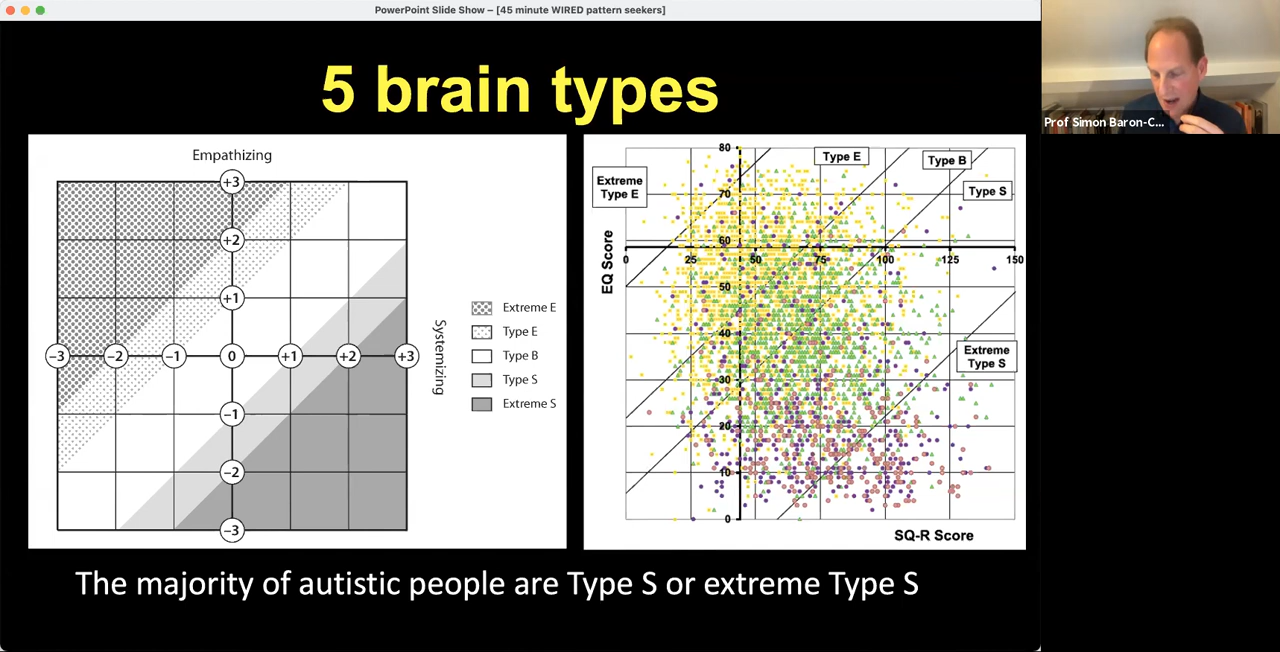 PowerPoint Slide Show – [45 minute WIRED pattern seekers]
Prof Simon Baron-C...
5 brain types
Empathizing
+3
+2
+1
−3 −2 −1 0 +1 +2 +3
−1
−2
−3
Systemizing
Extreme E
Type E
Type B
Type S
Extreme S
EQ Score
80
70
60
50
40
30
20
10
0
0 25 50 75 100 125 150
Extreme
Type E
Type E
Type B
Type S
Extreme
Type S
SQ-R Score
The majority of autistic people are Type S or extreme Type S